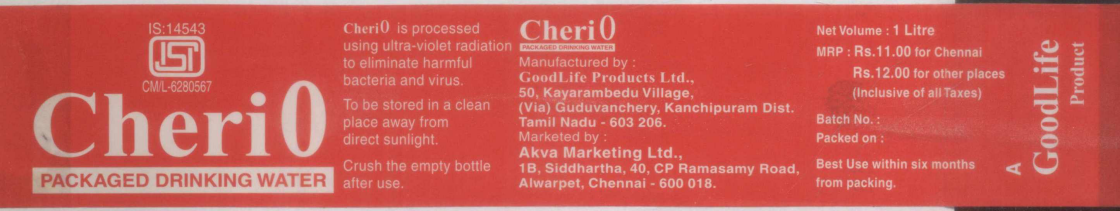 IS:14543
ISI
CM/L-6280567
Cheri0
PACKAGED DRINKING WATER
Cheri0 is processed
using ultra-violet radiation
to eliminate harmful
bacteria and virus.
To be stored in a clean
place away from
direct sunlight.
Crush the empty bottle
after use.
Cheri0
PACKAGED DRINKING WATER
Manufactured by :
GoodLife Products Ltd.,
50, Kayarambedu Village,
(Via) Guduvanchery, Kanchipuram Dist.
Tamil Nadu - 603 206.
Marketed by :
Akva Marketing Ltd.,
1B, Siddhartha, 40, CP Ramasamy Road,
Alwarpet, Chennai - 600 018.
Net Volume : 1 Litre
MRP : Rs.11.00 for Chennai
Rs.12.00 for other places
(Inclusive of all Taxes)
Batch No. :
Packed on :
Best Use within six months
from packing.
A
GoodLife
Product